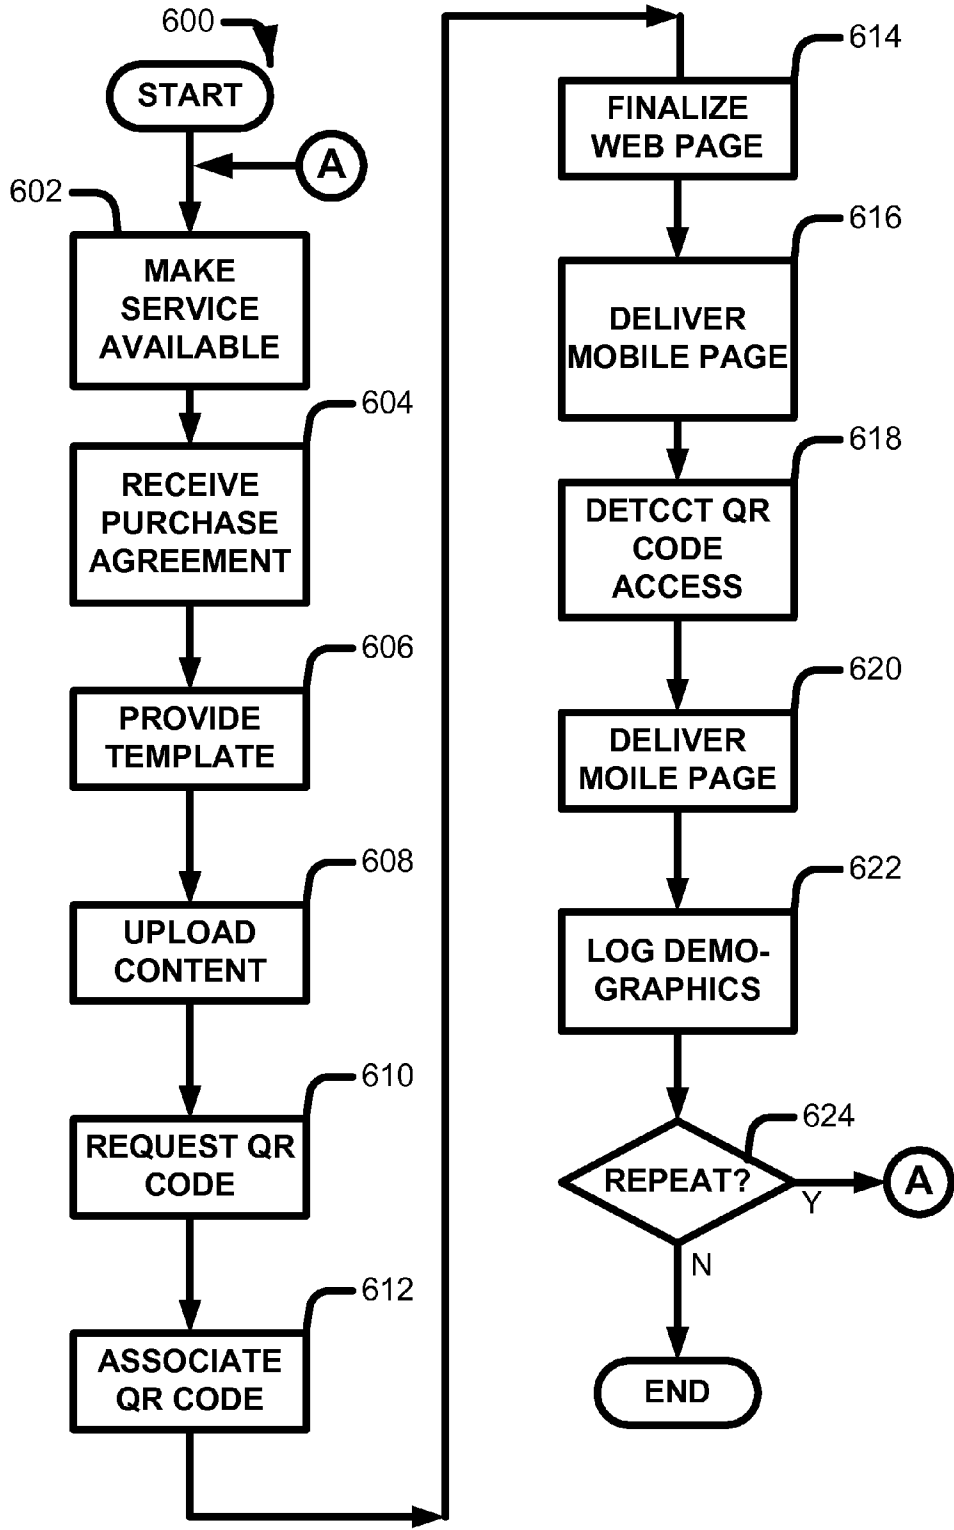 600
START
A
602
MAKE
SERVICE
AVAILABLE
604
RECEIVE
PURCHASE
AGREEMENT
606
PROVIDE
TEMPLATE
608
UPLOAD
CONTENT
610
REQUEST QR
CODE
612
ASSOCIATE
QR CODE
614
FINALIZE
WEB PAGE
616
DELIVER
MOBILE PAGE
618
DETCCT QR
CODE
ACCESS
620
DELIVER
MOILE PAGE
622
LOG DEMO-
GRAPHICS
624
REPEAT?
Y
A
N
END